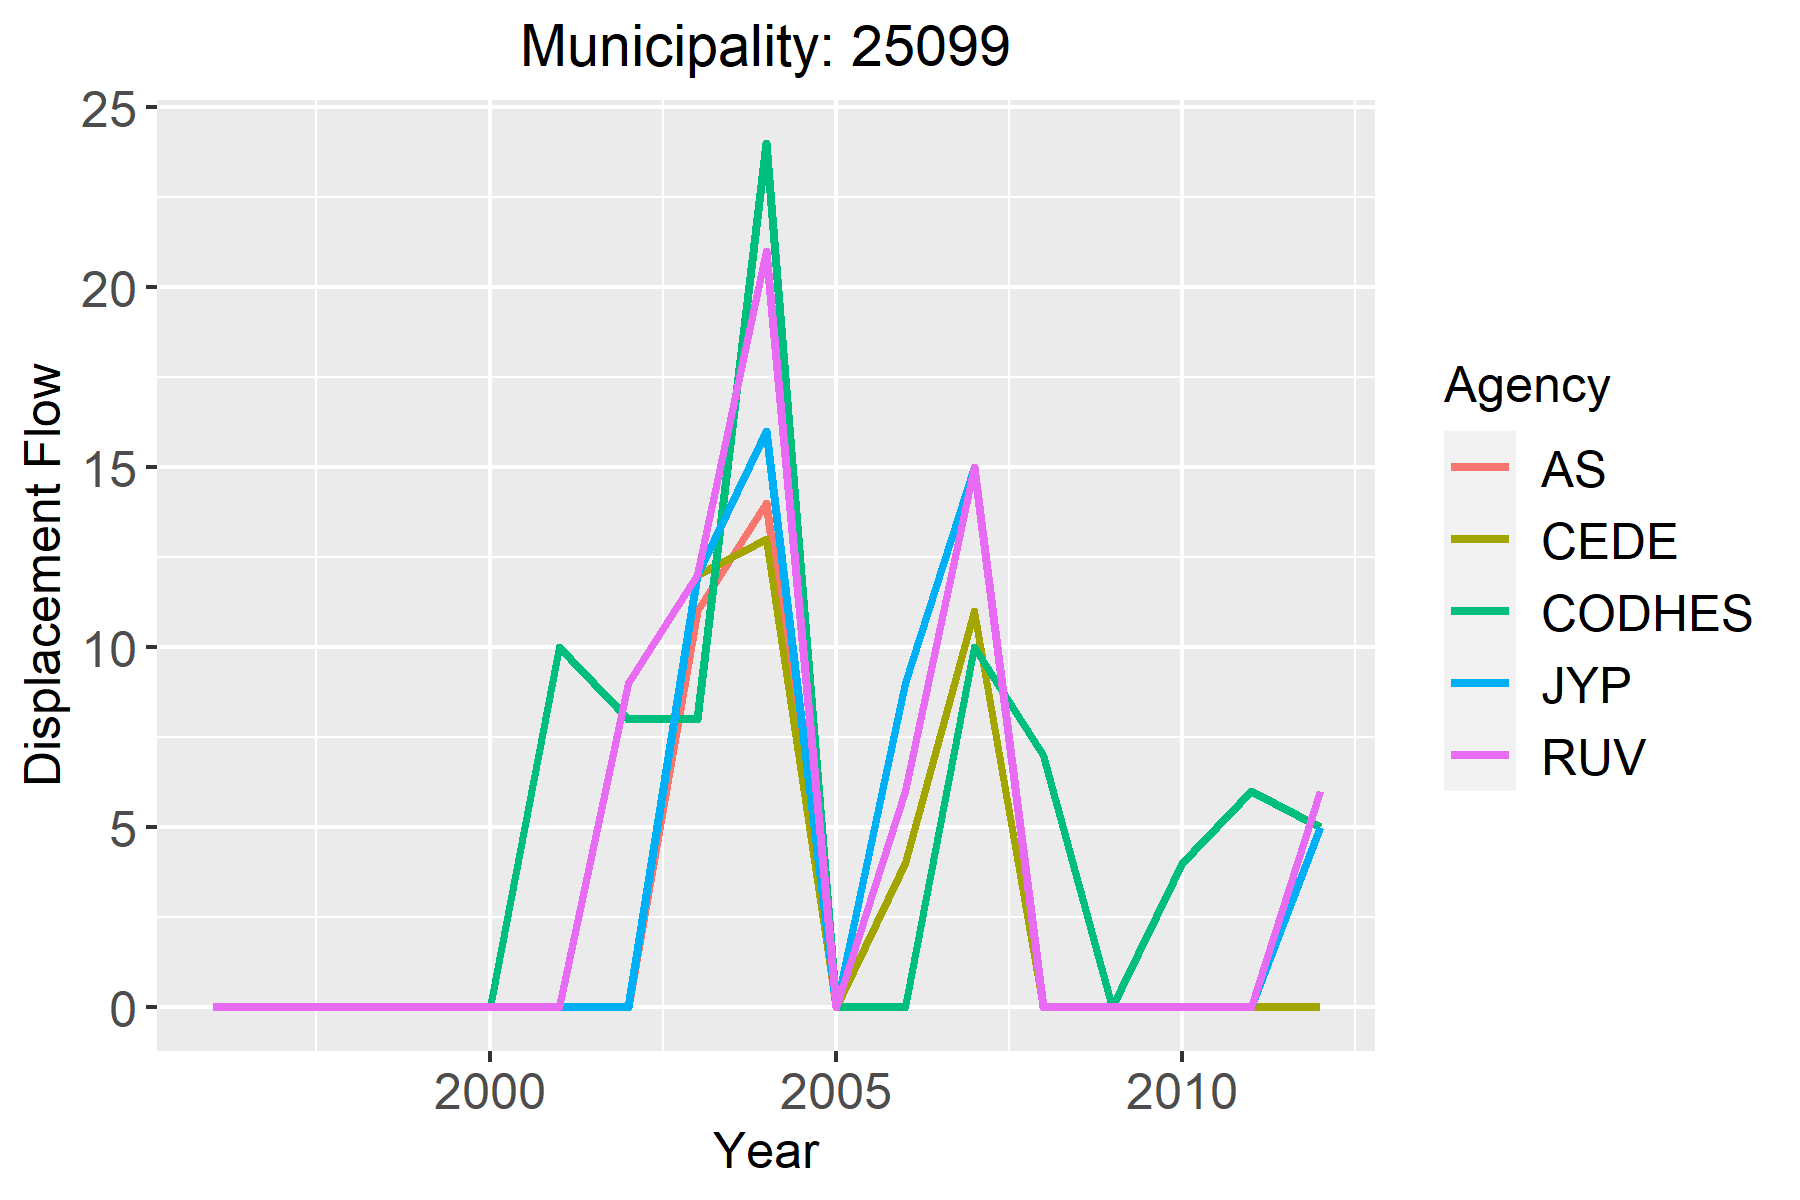 Municipality: 25099
25
20
15
10
5
0
Displacement Flow
2000
2005
2010
Year
Agency
AS
CEDE
CODHES
JYP
RUV